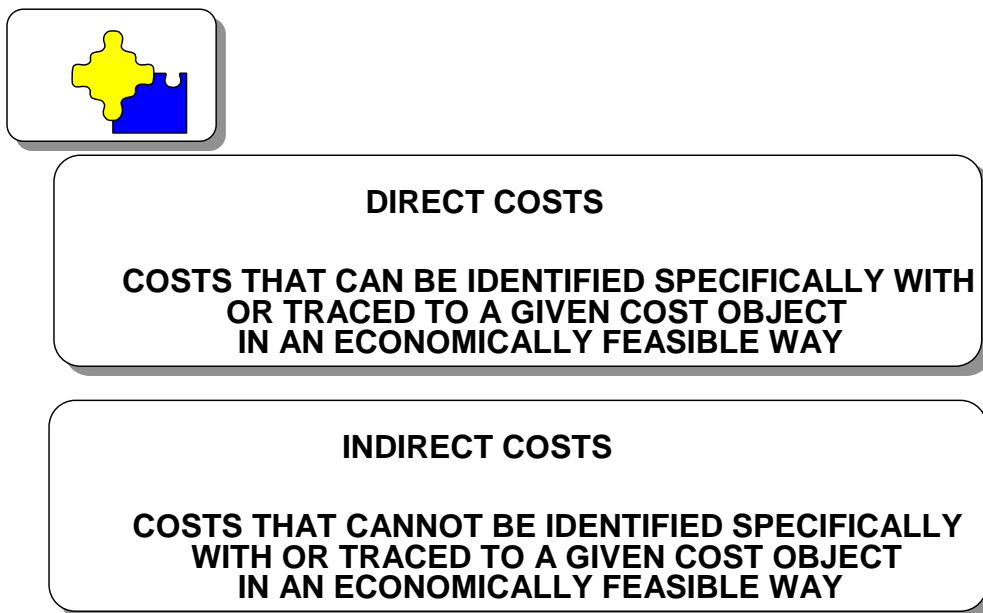 DIRECT COSTS
COSTS THAT CAN BE IDENTIFIED SPECIFICALLY WITH
OR TRACED TO A GIVEN COST OBJECT
IN AN ECONOMICALLY FEASIBLE WAY
INDIRECT COSTS
COSTS THAT CANNOT BE IDENTIFIED SPECIFICALLY
WITH OR TRACED TO A GIVEN COST OBJECT
IN AN ECONOMICALLY FEASIBLE WAY